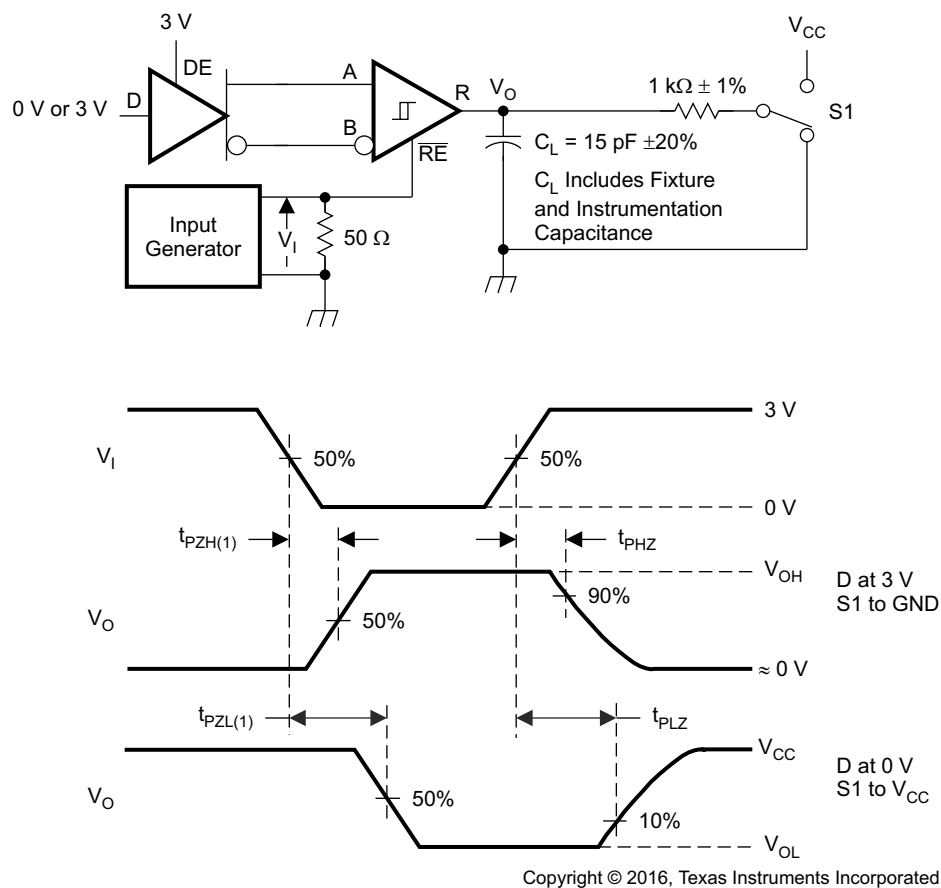 3 V
V_CC
DE
D
A
R
V_O
1 kΩ ± 1%
0 V or 3 V
S1
B
C_L = 15 pF ±20%
RE
C_L Includes Fixture
and Instrumentation
Capacitance
Input
Generator
V_I
50 Ω
3 V
V_I
50%
50%
0 V
t_PZH(1)
t_PHZ
V_OH
D at 3 V
S1 to GND
90%
V_O
50%
≈ 0 V
t_PZL(1)
t_PLZ
V_CC
D at 0 V
S1 to V_CC
V_O
50%
10%
V_OL
Copyright © 2016, Texas Instruments Incorporated